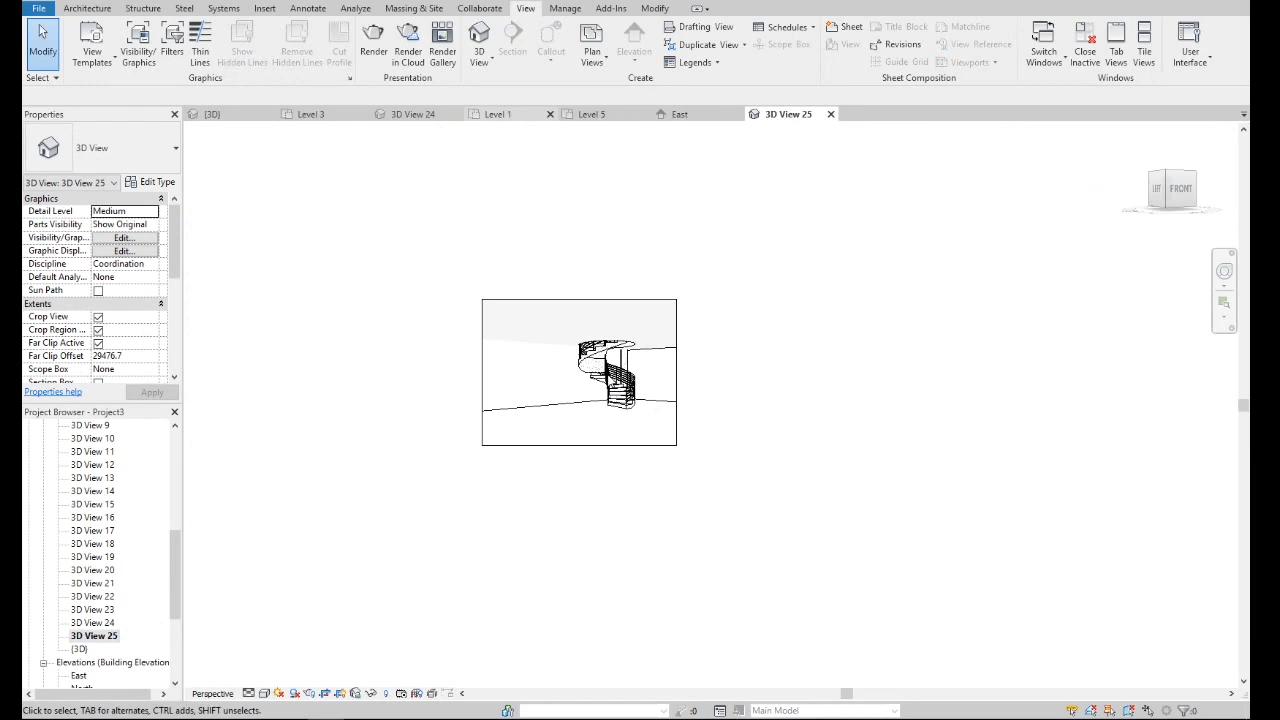 File Architecture Structure Steel Systems Insert Annotate Analyze Massing & Site Collaborate View Manage Add-Ins Modify
Modify
View Templates
Visibility/ Graphics
Filters
Thin Lines
Show Hidden Lines
Remove Hidden Lines
Cut Profile
Render
Render in Cloud
Render Gallery
3D View
Section
Callout
Plan Views
Elevation
Drafting View
Duplicate View
Legends
Schedules
Scope Box
Sheet
View
Title Block
Revisions
Guide Grid
Matchline
View Reference
Viewports
Switch Windows
Close Inactive
Tab Views
Tile Views
User Interface
Select Graphics Presentation Create Sheet Composition Windows
Properties
{3D} Level 3 3D View 24 Level 1 Level 5 East 3D View 25
3D View
3D View: 3D View 25 Edit Type
Graphics
Detail Level Medium
Parts Visibility Show Original
Visibility/Grap... Edit...
Graphic Displ... Edit...
Discipline Coordination
Default Analy... None
Sun Path
Extents
Crop View
Crop Region ...
Far Clip Active
Far Clip Offset 29476.7
Scope Box None
Section Box
Properties help Apply
Project Browser - Project3
3D View 9
3D View 10
3D View 11
3D View 12
3D View 13
3D View 14
3D View 15
3D View 16
3D View 17
3D View 18
3D View 19
3D View 20
3D View 21
3D View 22
3D View 23
3D View 24
3D View 25
{3D}
Elevations (Building Elevation
East
North
LEFT FRONT
Perspective
Click to select, TAB for alternates, CTRL adds, SHIFT unselects.
:0
Main Model
:0